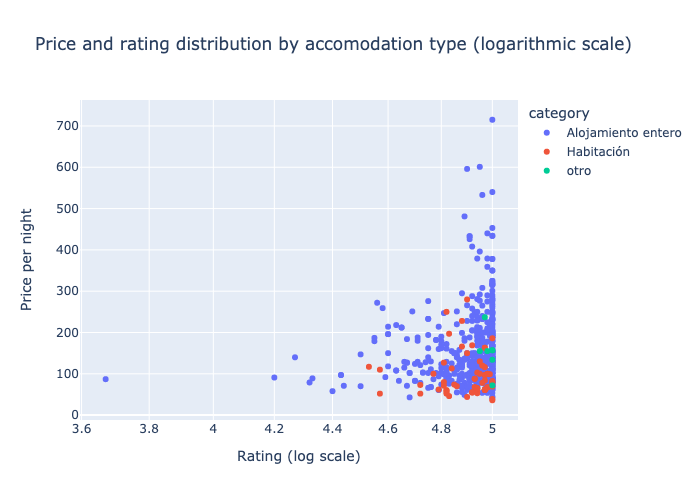 Price and rating distribution by accomodation type (logarithmic scale)
category
Alojamiento entero
Habitación
otro
Price per night
700
600
500
400
300
200
100
0
3.6
3.8
4
4.2
4.4
4.6
4.8
5
Rating (log scale)